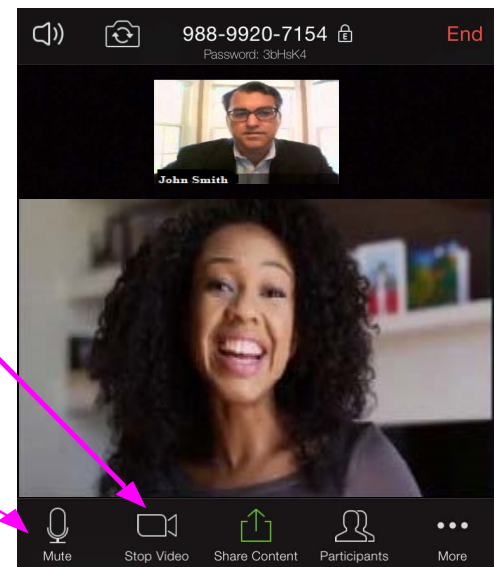 988-9920-7154
End
Password: 3bHsK4
John Smith
Mute
Stop Video
Share Content
Participants
More